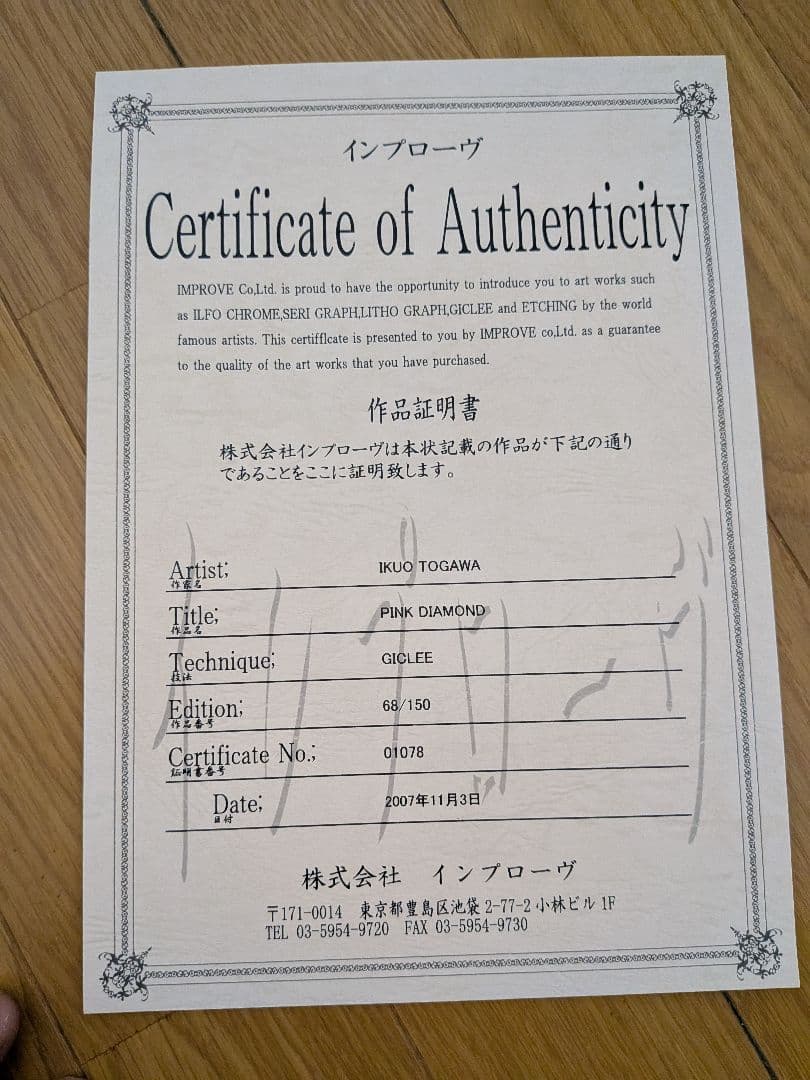 インプローヴ
Certificate of Authenticity
IMPROVE Co,Ltd. is proud to have the opportunity to introduce you to art works such
as ILFO CHROME,SERI GRAPH,LITHO GRAPH,GICLEE and ETCHING by the world
famous artists. This certifflcate is presented to you by IMPROVE co,Ltd. as a guarantee
to the quality of the art works that you have purchased.
作品証明書
株式会社インプローヴは本状記載の作品が下記の通り
であることをここに証明致します。
Artist; IKUO TOGAWA
作家名
Title; PINK DIAMOND
作品名
Technique; GICLEE
技法
Edition; 68/150
作品番号
Certificate No.; 01078
証明書番号
Date; 2007年11月3日
日付
インプローヴ
株式会社 インプローヴ
〒171-0014 東京都豊島区池袋 2-77-2 小林ビル 1F
TEL 03-5954-9720 FAX 03-5954-9730